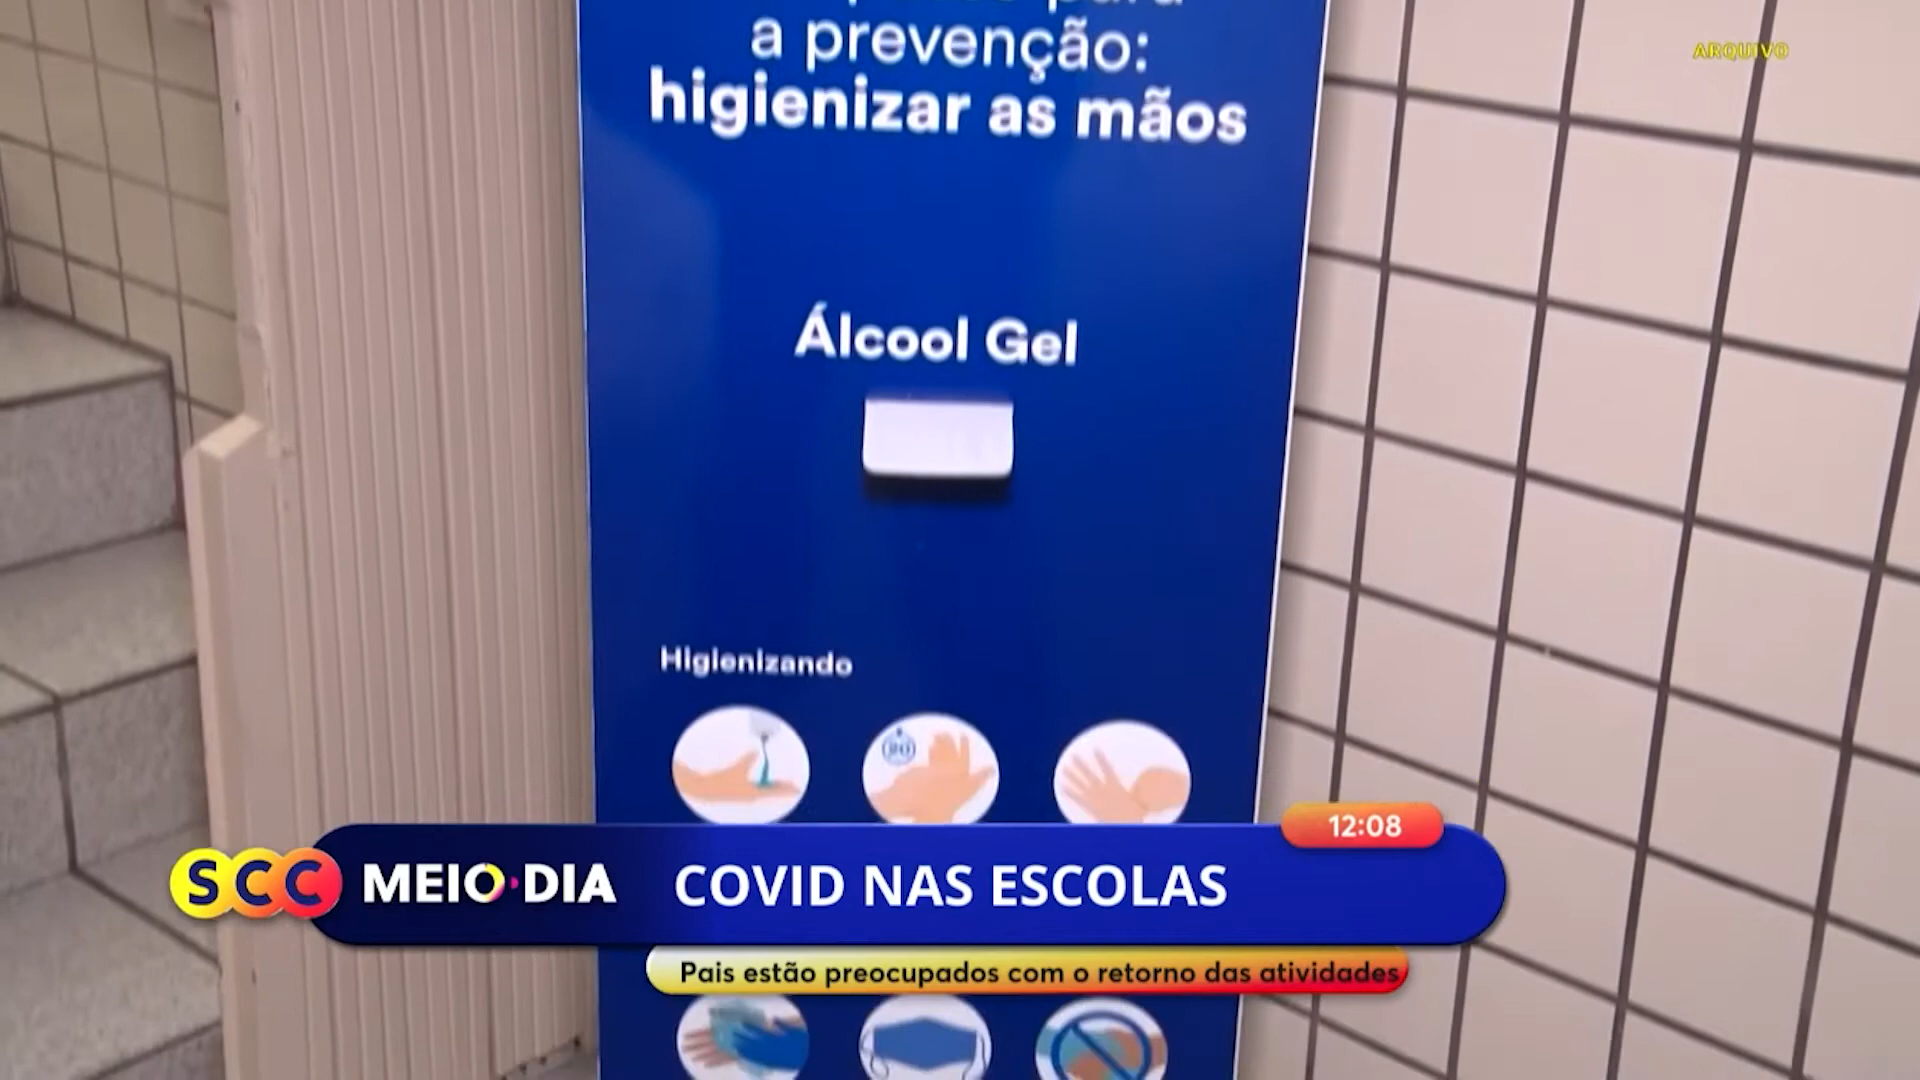 ARQUIVO
a prevenção:
higienizar as mãos
Álcool Gel
Higienizando
20
12:08
SCC MEIO DIA
COVID NAS ESCOLAS
Pais estão preocupados com o retorno das atividades